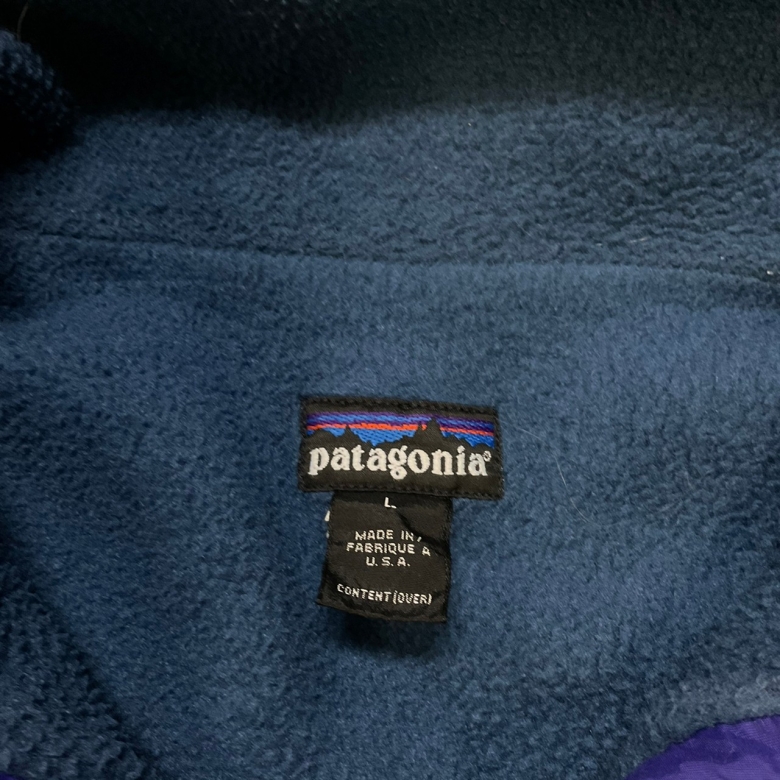 patagonia®
L
MADE IN/
FABRIQUE A
U.S.A.
CONTENT (OVER)